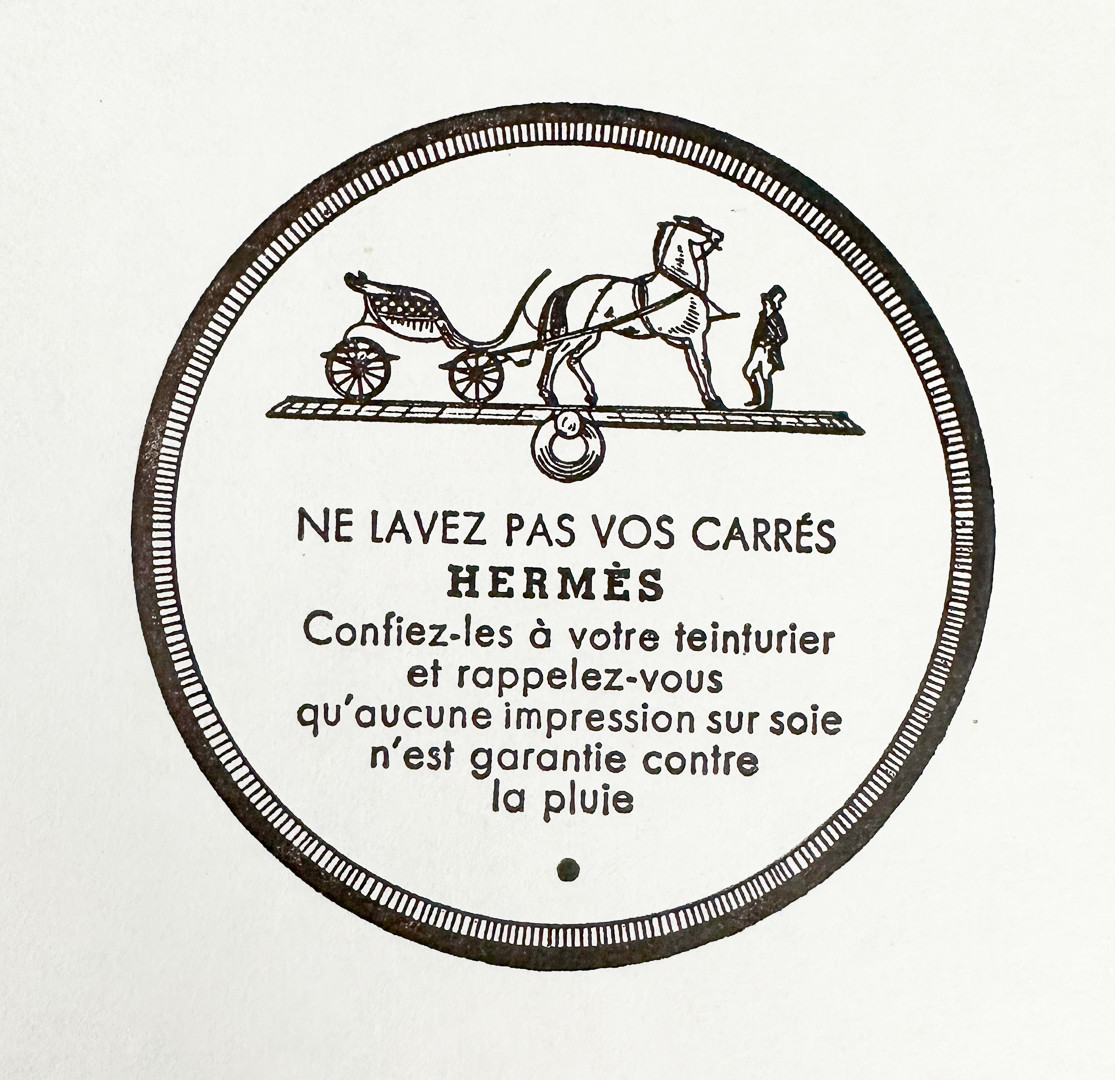 NE LAVEZ PAS VOS CARRÉS
HERMÈS
Confiez-les à votre teinturier
et rappelez-vous
qu'aucune impression sur soie
n'est garantie contre
la pluie